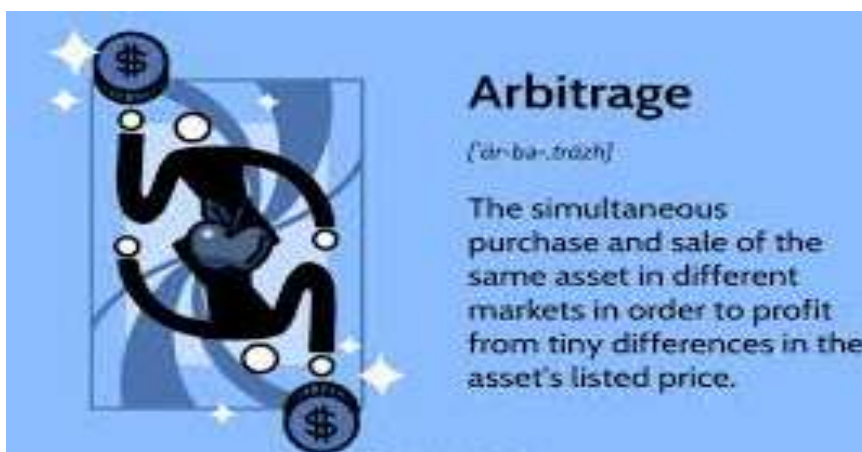 $
Arbitrage
['är-bə-ˌträzh]
The simultaneous
purchase and sale of the
same asset in different
markets in order to profit
from tiny differences in the
asset's listed price.
$